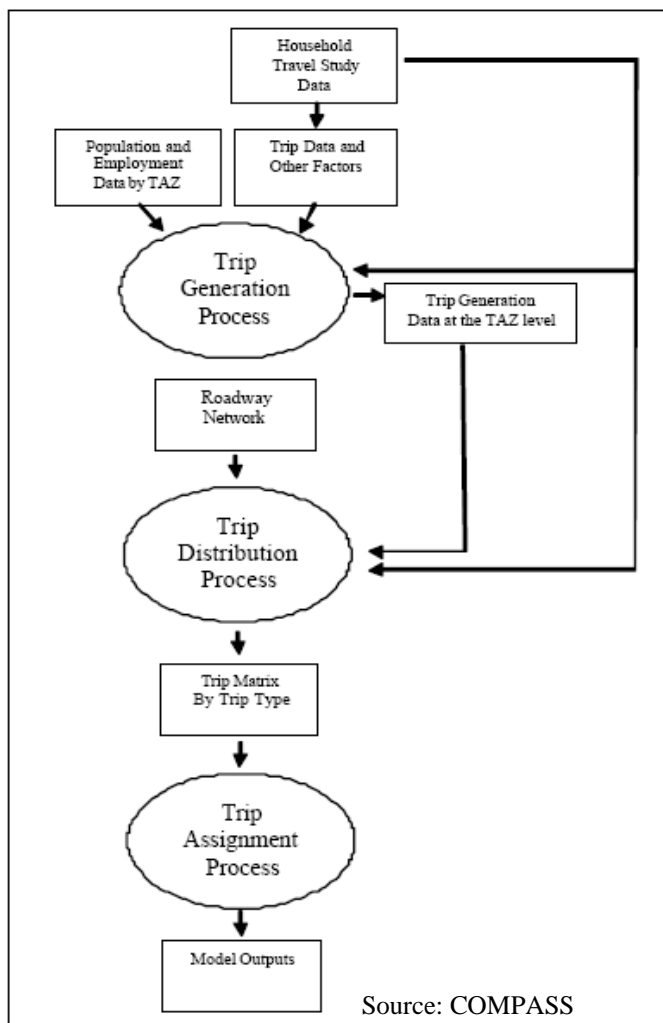 Household
Travel Study
Data
Population and
Employment
Data by TAZ
Trip Data and
Other Factors
Trip
Generation
Process
Trip Generation
Data at the TAZ level
Roadway
Network
Trip
Distribution
Process
Trip Matrix
By Trip Type
Trip
Assignment
Process
Model Outputs
Source: COMPASS